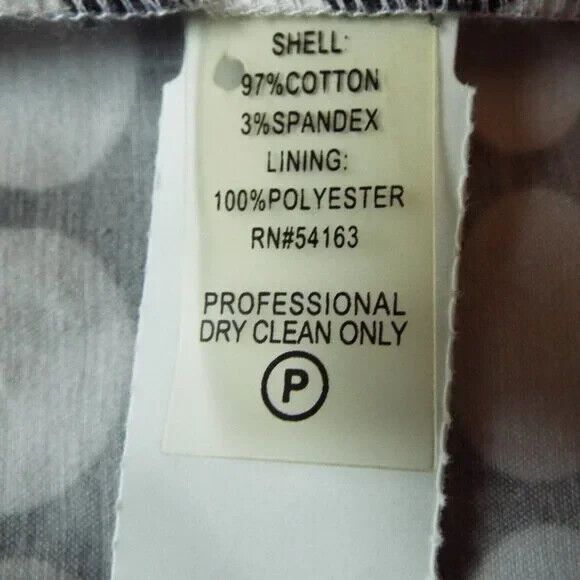 SHELL:
97%COTTON
3%SPANDEX
LINING:
100%POLYESTER
RN#54163
PROFESSIONAL
DRY CLEAN ONLY
P